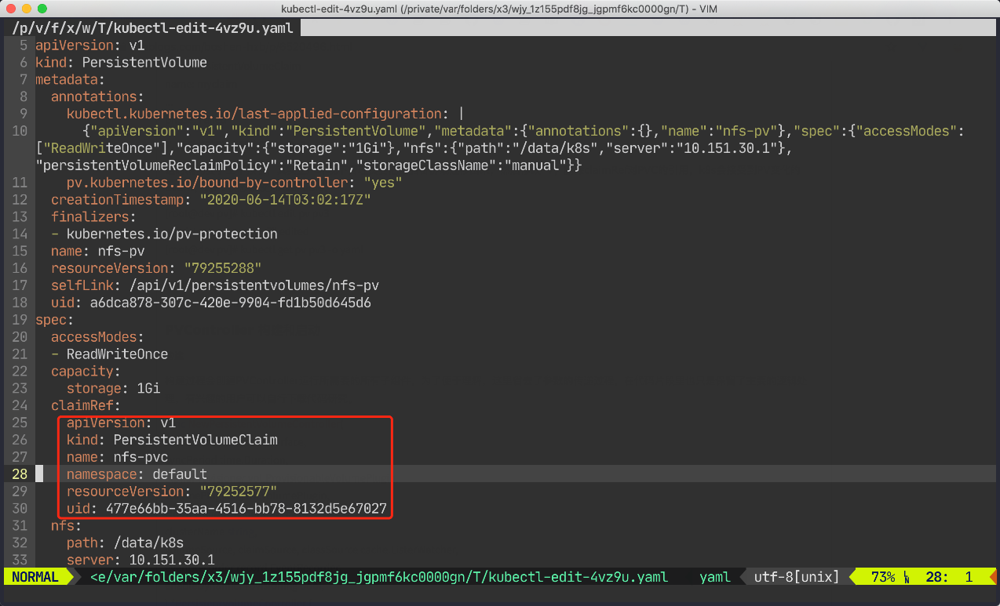 kubectl-edit-4vz9u.yaml (/private/var/folders/x3/wjy_1z155pdf8jg_jgpmf6kc0000gn/T) - VIM
/p/v/f/x/w/T/kubectl-edit-4vz9u.yaml
5 apiVersion: v1
6 kind: PersistentVolume
7 metadata:
8   annotations:
9     kubectl.kubernetes.io/last-applied-configuration: |
10       {"apiVersion":"v1","kind":"PersistentVolume","metadata":{"annotations":{},"name":"nfs-pv"},"spec":{"accessModes":
["ReadWriteOnce"],"capacity":{"storage":"1Gi"},"nfs":{"path":"/data/k8s","server":"10.151.30.1"},
"persistentVolumeReclaimPolicy":"Retain","storageClassName":"manual"}}
11     pv.kubernetes.io/bound-by-controller: "yes"
12   creationTimestamp: "2020-06-14T03:02:17Z"
13   finalizers:
14   - kubernetes.io/pv-protection
15   name: nfs-pv
16   resourceVersion: "79255288"
17   selfLink: /api/v1/persistentvolumes/nfs-pv
18   uid: a6dca878-307c-420e-9904-fd1b50d645d6
19 spec:
20   accessModes:
21   - ReadWriteOnce
22   capacity:
23     storage: 1Gi
24   claimRef:
25     apiVersion: v1
26     kind: PersistentVolumeClaim
27     name: nfs-pvc
28     namespace: default
29     resourceVersion: "79252577"
30     uid: 477e66bb-35aa-4516-bb78-8132d5e67027
31   nfs:
32     path: /data/k8s
33     server: 10.151.30.1
NORMAL <e/var/folders/x3/wjy_1z155pdf8jg_jgpmf6kc0000gn/T/kubectl-edit-4vz9u.yaml yaml utf-8[unix] 73% 28: 1